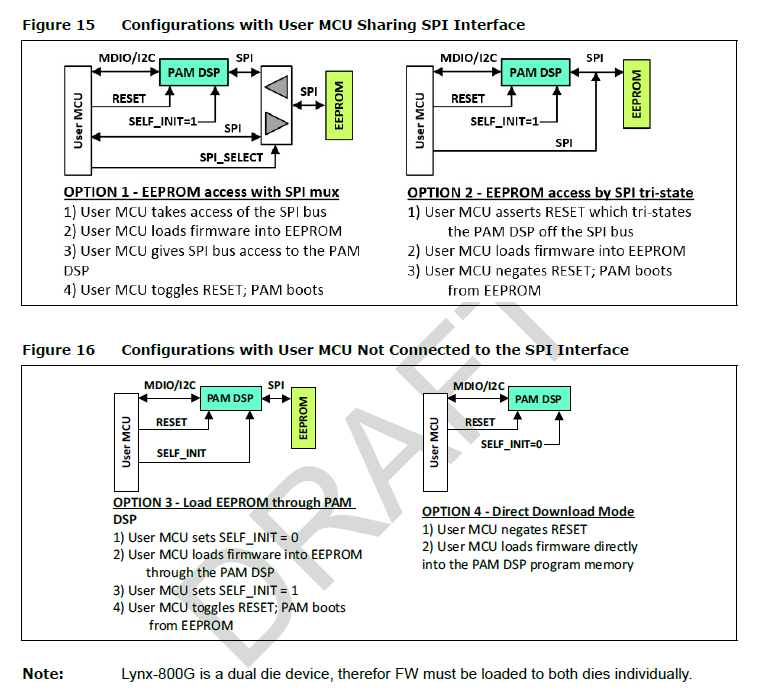 Figure 15 Configurations with User MCU Sharing SPI Interface
MDIO/I2C
SPI
PAM DSP
RESET
SELF_INIT=1
SPI
SPI_SELECT
SPI
EEPROM
User MCU
OPTION 1 - EEPROM access with SPI mux
1) User MCU takes access of the SPI bus
2) User MCU loads firmware into EEPROM
3) User MCU gives SPI bus access to the PAM
DSP
4) User MCU toggles RESET; PAM boots
MDIO/I2C
SPI
PAM DSP
RESET
SELF_INIT=1
SPI
EEPROM
User MCU
OPTION 2 - EEPROM access by SPI tri-state
1) User MCU asserts RESET which tri-states
the PAM DSP off the SPI bus
2) User MCU loads firmware into EEPROM
3) User MCU negates RESET; PAM boots
from EEPROM
Figure 16 Configurations with User MCU Not Connected to the SPI Interface
MDIO/I2C
SPI
PAM DSP
RESET
SELF_INIT
EEPROM
User MCU
OPTION 3 - Load EEPROM through PAM
DSP
1) User MCU sets SELF_INIT = 0
2) User MCU loads firmware into EEPROM
through the PAM DSP
3) User MCU sets SELF_INIT = 1
4) User MCU toggles RESET; PAM boots
from EEPROM
MDIO/I2C
PAM DSP
RESET
SELF_INIT=0
User MCU
OPTION 4 - Direct Download Mode
1) User MCU negates RESET
2) User MCU loads firmware directly
into the PAM DSP program memory
DRAFT
Note: Lynx-800G is a dual die device, therefor FW must be loaded to both dies individually.